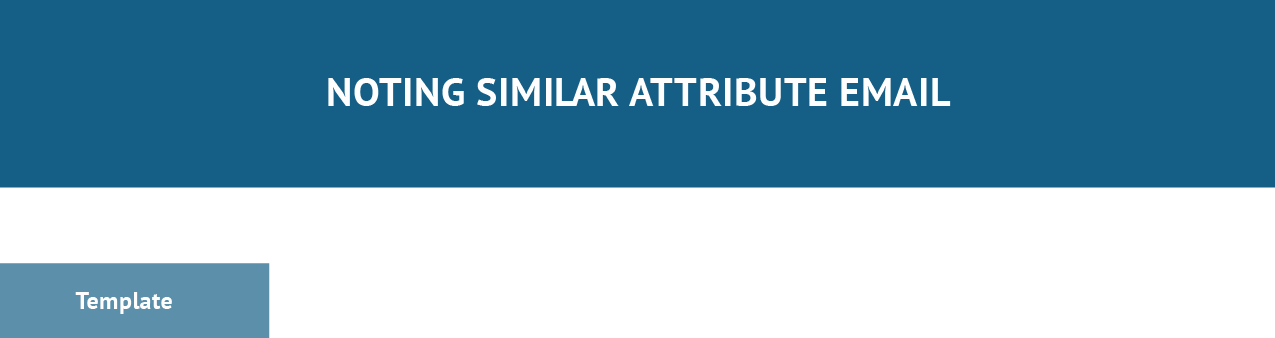 NOTING SIMILAR ATTRIBUTE EMAIL
Template